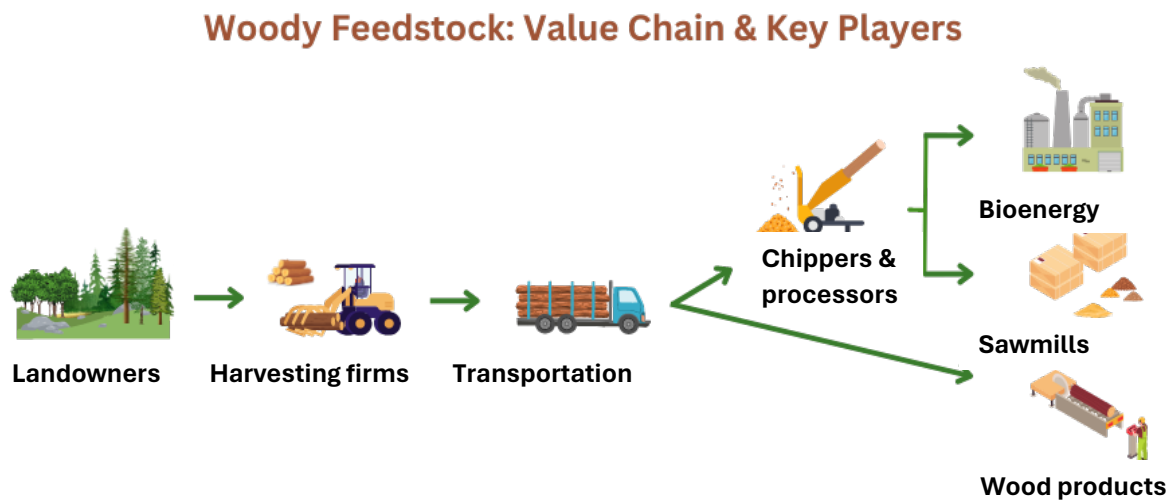 Woody Feedstock: Value Chain & Key Players
Landowners
Harvesting firms
Transportation
Chippers &
processors
Bioenergy
Sawmills
Wood products